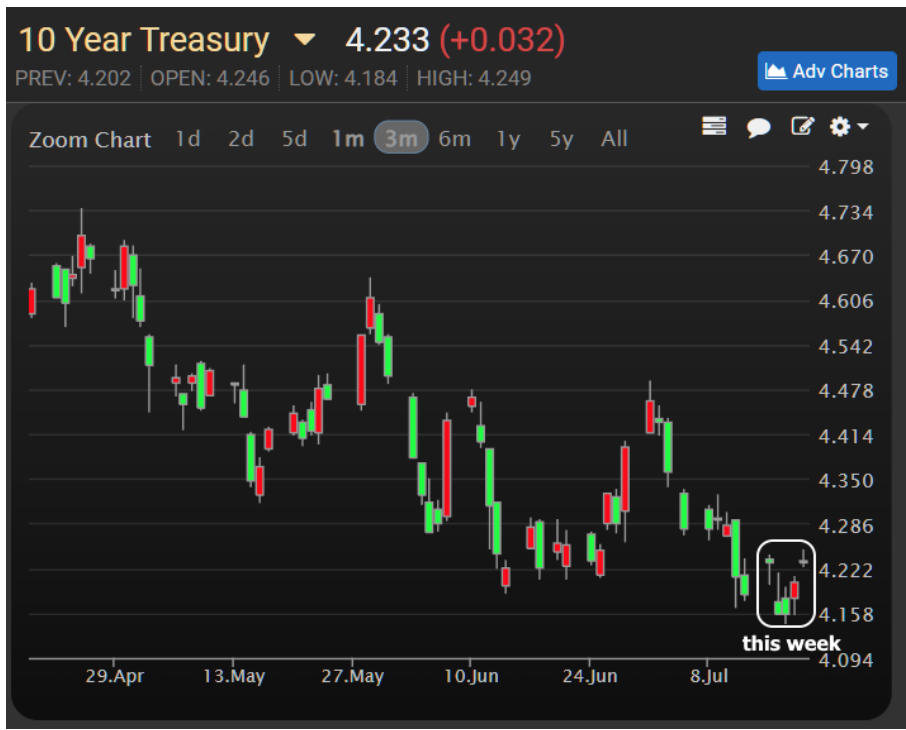 10 Year Treasury 4.233 (+0.032)
PREV: 4.202 OPEN: 4.246 LOW: 4.184 HIGH: 4.249
Adv Charts
Zoom Chart 1d 2d 5d 1m 3m 6m 1y 5y All
4.798
4.734
4.670
4.606
4.542
4.478
4.414
4.350
4.286
4.222
4.158
this week
4.094
29.Apr 13.May 27.May 10.Jun 24.Jun 8.Jul